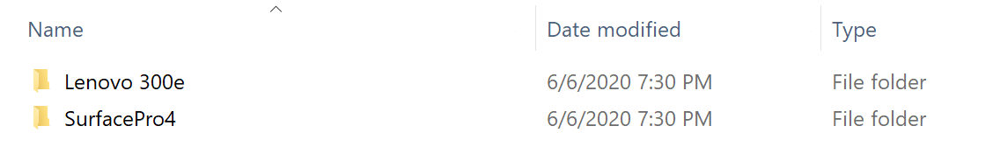 Name Date modified Type
Lenovo 300e 6/6/2020 7:30 PM File folder
SurfacePro4 6/6/2020 7:30 PM File folder